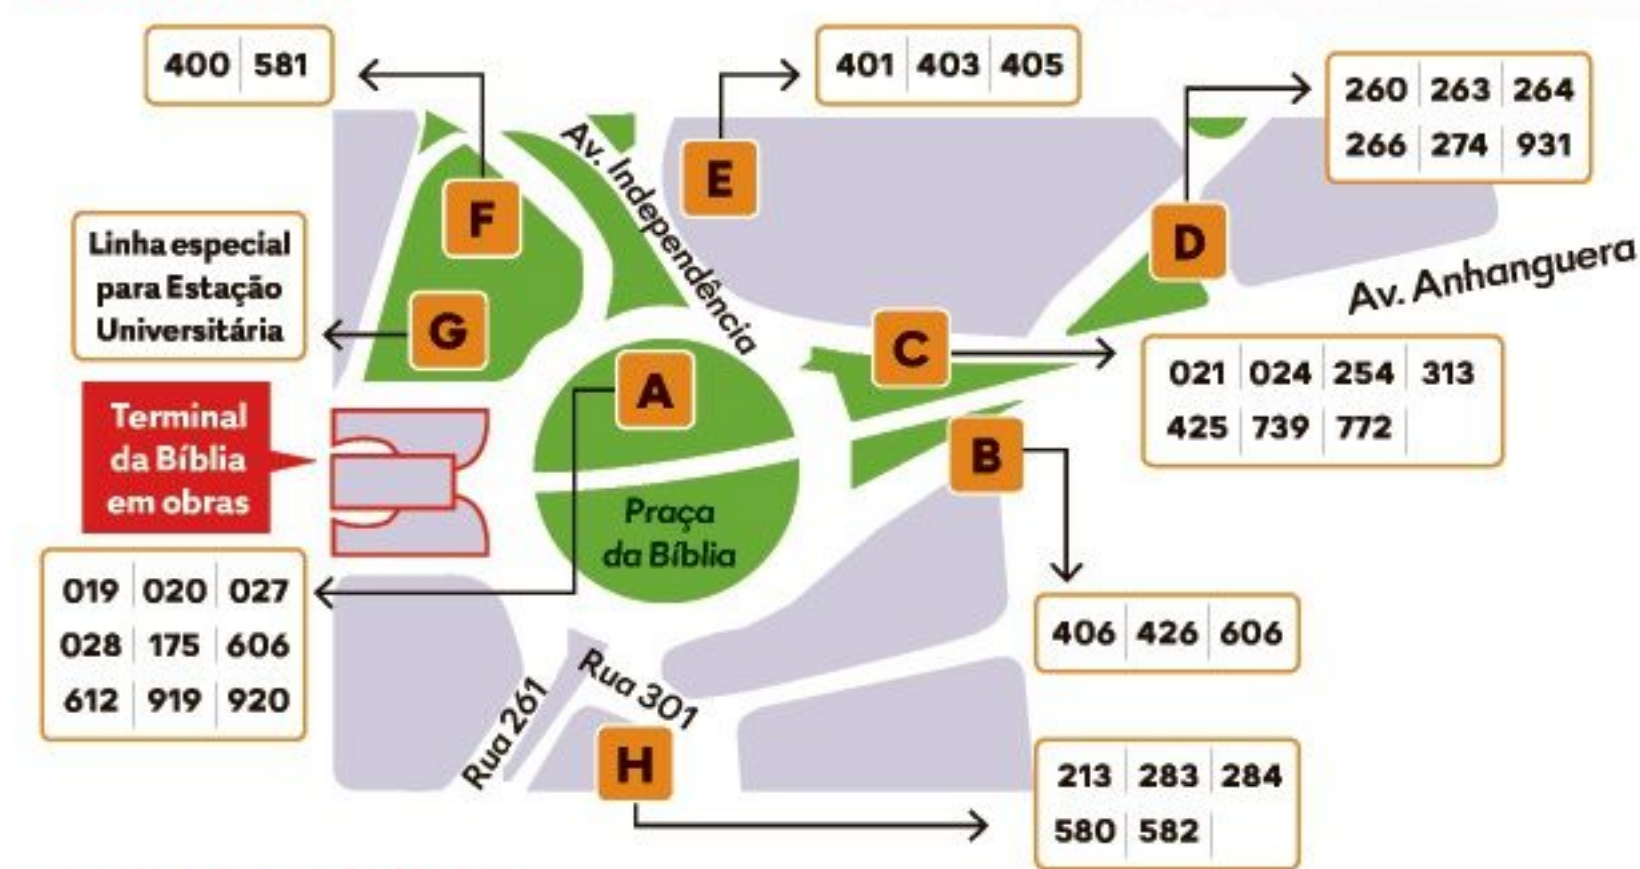 400 581
401 403 405
260 263 264
266 274 931
F
E
D
Av. Independência
Av. Anhanguera
Linha especial
para Estação
Universitária
G
C
A
021 024 254 313
425 739 772
Terminal
da Bíblia
em obras
B
Praça
da Bíblia
019 020 027
028 175 606
612 919 920
406 426 606
Rua 261
Rua 301
H
213 283 284
580 582